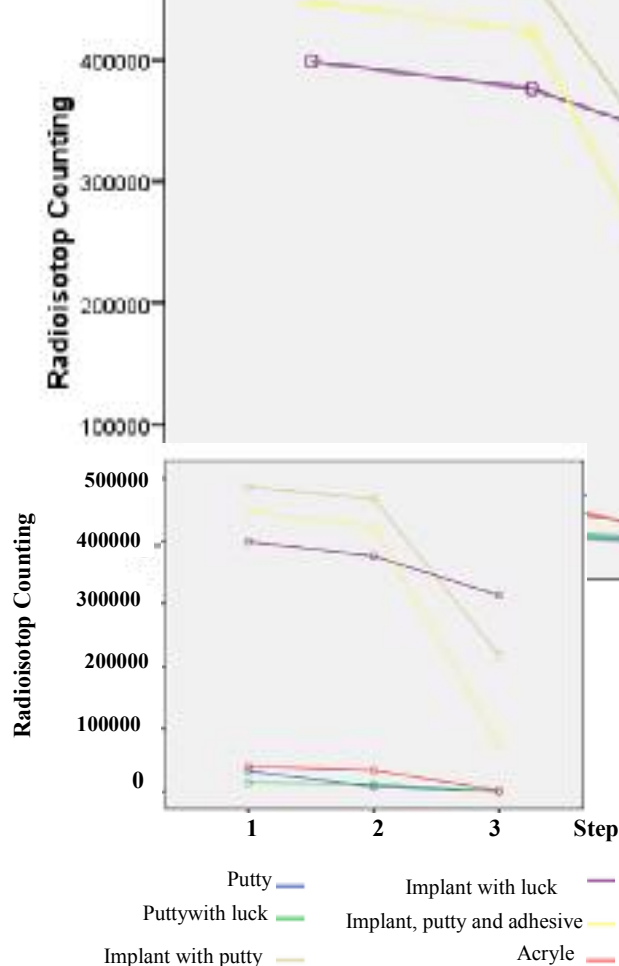 400000
300000
200000
100000
Radioisotop Counting
500000
400000
300000
200000
100000
0
Radioisotop Counting
1 2 3 Step
Putty
Puttywith luck
Implant with putty
Implant with luck
Implant, putty and adhesive
Acryle